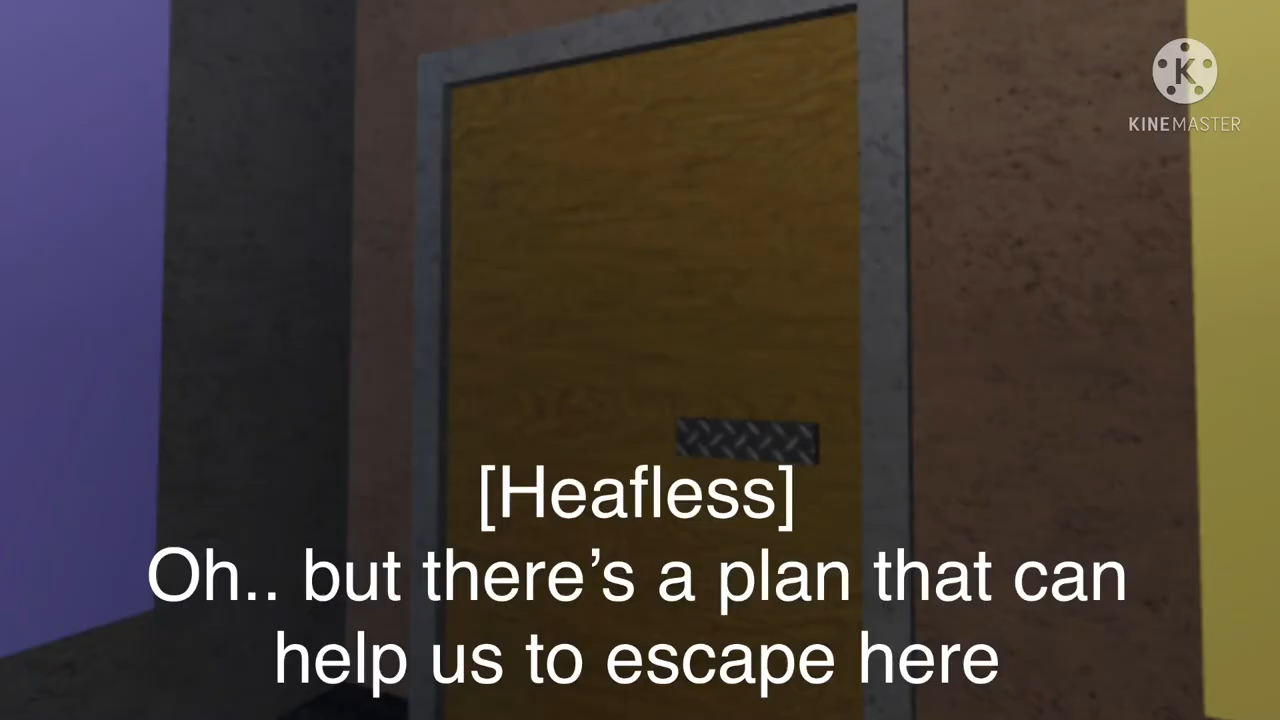 K
KINEMASTER
[Heafless]
Oh.. but there’s a plan that can
help us to escape here